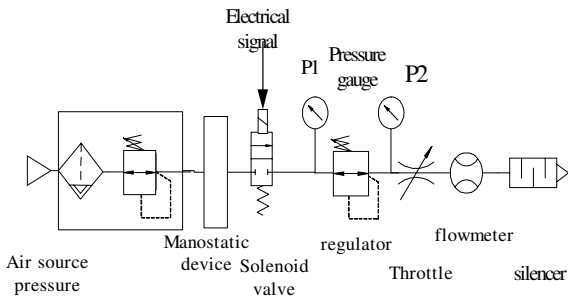 Electrical
signal
P1
Pressure
gauge
P2
Air source
pressure
Manostatic
device
Solenoid
valve
regulator
Throttle
flowmeter
silencer